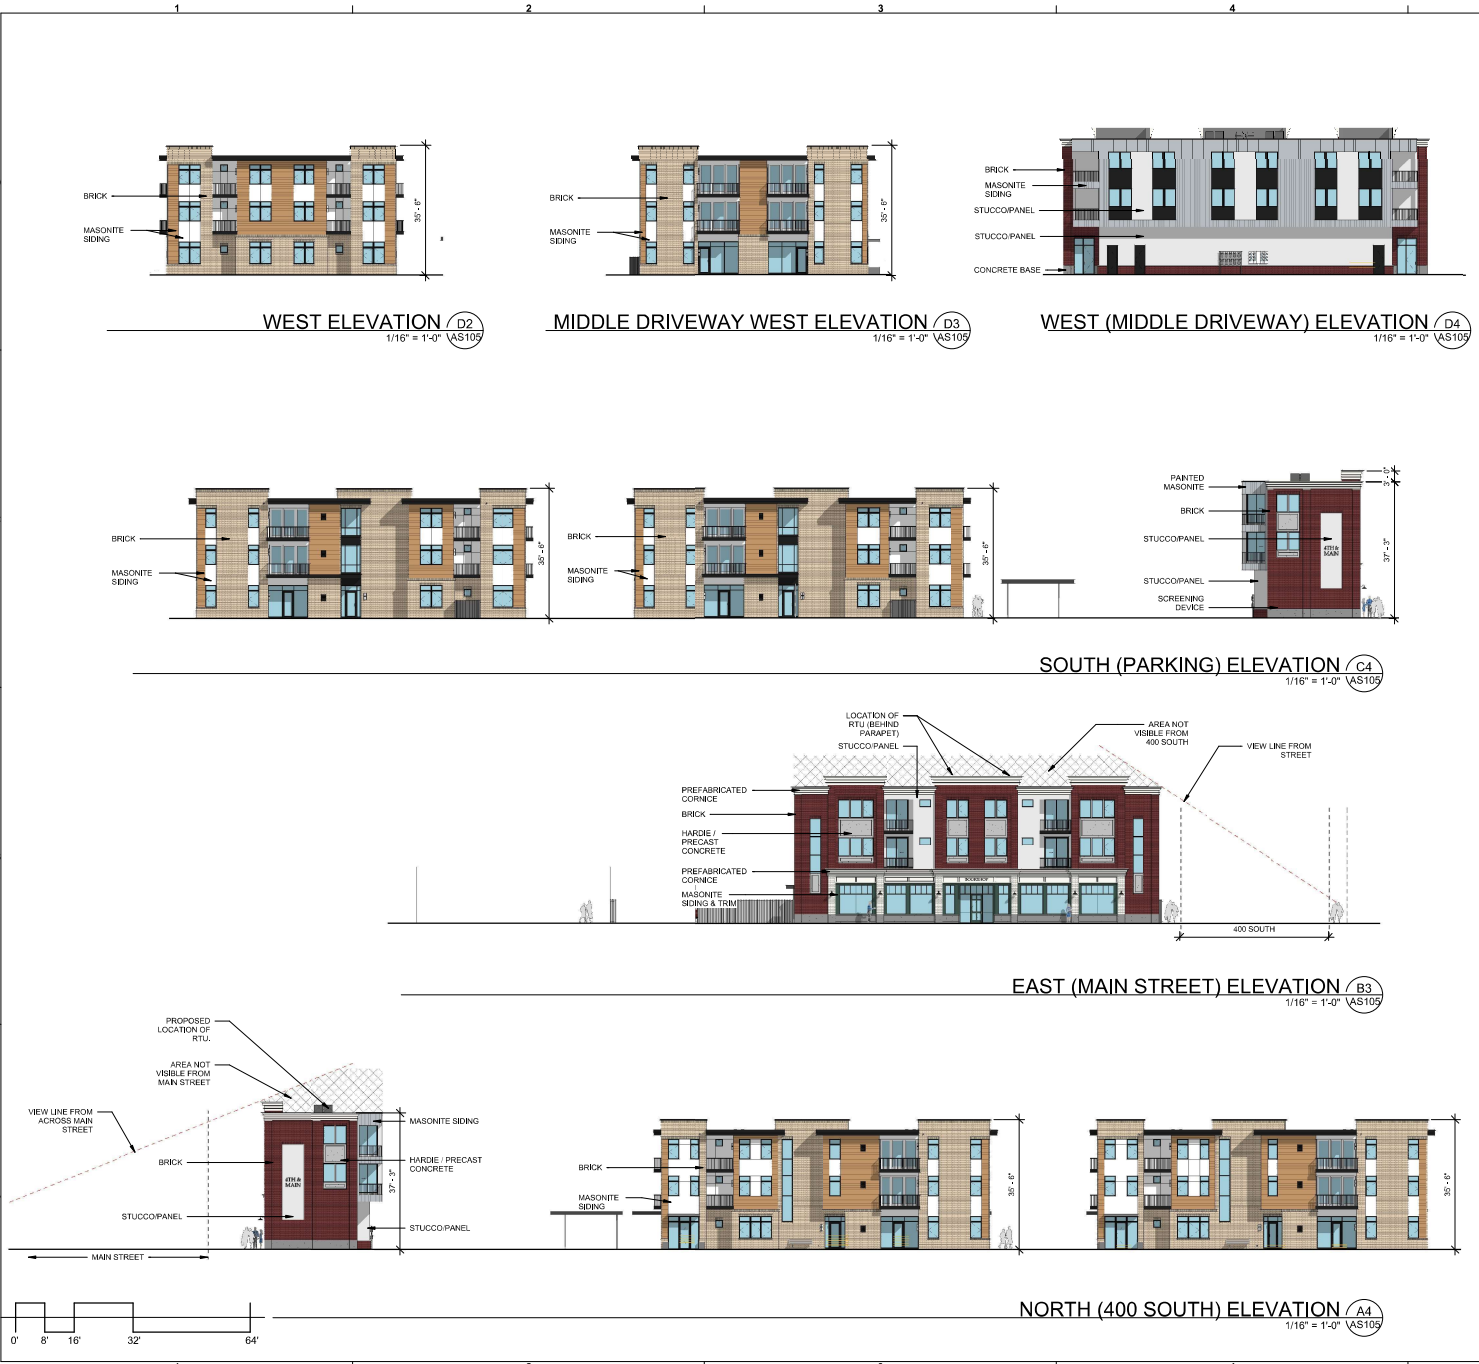 1
3
4
BRICK
MASONITE
SIDING
35' - 6"
WEST ELEVATION
D2
1/16" = 1'-0"
AS105
BRICK
MASONITE
SIDING
35' - 6"
MIDDLE DRIVEWAY WEST ELEVATION
D3
1/16" = 1'-0"
AS105
BRICK
MASONITE
SIDING
STUCCO/PANEL
STUCCO/PANEL
CONCRETE BASE
WEST (MIDDLE DRIVEWAY) ELEVATION
D4
1/16" = 1'-0"
AS105
BRICK
MASONITE
SIDING
35' - 6"
BRICK
MASONITE
SIDING
35' - 6"
PAINTED
MASONITE
BRICK
STUCCO/PANEL
STUCCO/PANEL
SCREENING
DEVICE
4TH &
MAIN
3' - 0"
37' - 3"
SOUTH (PARKING) ELEVATION
C4
1/16" = 1'-0"
AS105
LOCATION OF
RTU (BEHIND
PARAPET)
STUCCO/PANEL
AREA NOT
VISIBLE FROM
400 SOUTH
VIEW LINE FROM
STREET
PREFABRICATED
CORNICE
BRICK
HARDIE /
PRECAST
CONCRETE
PREFABRICATED
CORNICE
MASONITE
SIDING & TRIM
BOOKSHOP
400 SOUTH
EAST (MAIN STREET) ELEVATION
B3
1/16" = 1'-0"
AS105
PROPOSED
LOCATION OF
RTU.
AREA NOT
VISIBLE FROM
MAIN STREET
VIEW LINE FROM
ACROSS MAIN
STREET
BRICK
STUCCO/PANEL
4TH &
MAIN
MASONITE SIDING
HARDIE / PRECAST
CONCRETE
37' - 3"
STUCCO/PANEL
MAIN STREET
BRICK
MASONITE
SIDING
35' - 6"
35' - 6"
NORTH (400 SOUTH) ELEVATION
A4
1/16" = 1'-0"
AS105
0'
8'
16'
32'
64'